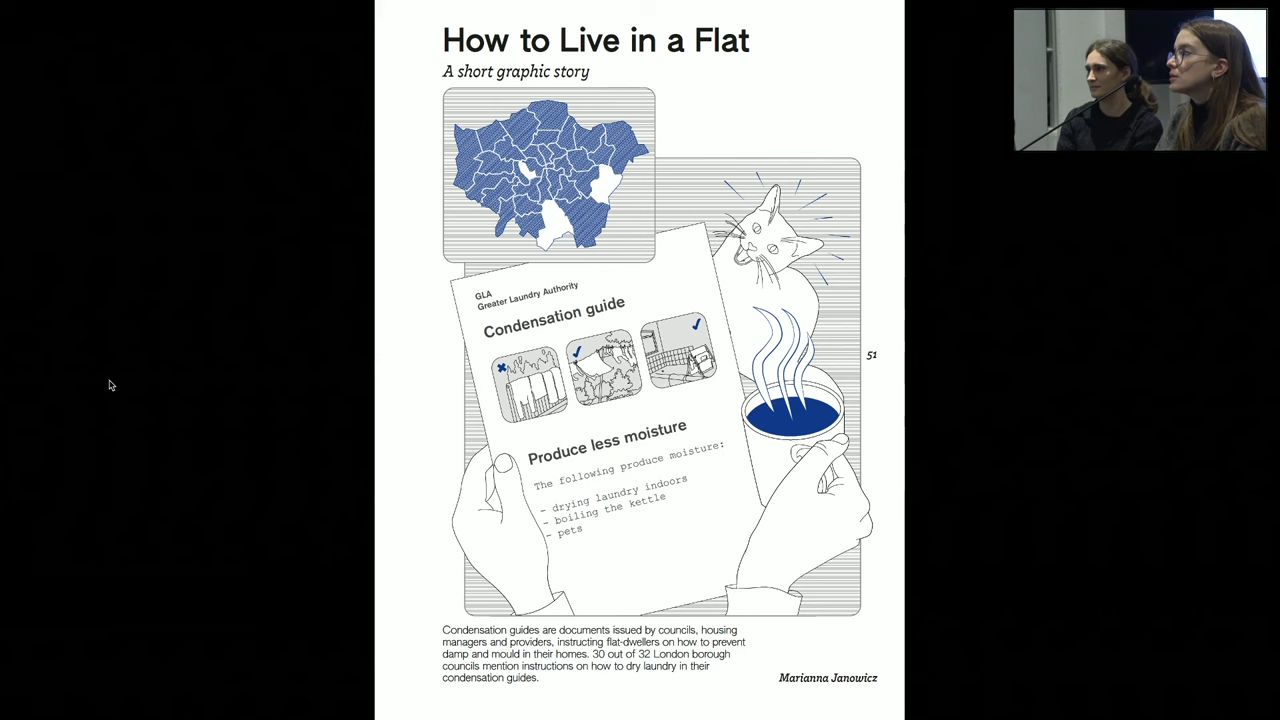 How to Live in a Flat
A short graphic story
GLA
Greater Laundry Authority
Condensation guide
Produce less moisture
The following produce moisture:
- drying laundry indoors
- boiling the kettle
- pets
51
Condensation guides are documents issued by councils, housing
managers and providers, instructing flat-dwellers on how to prevent
damp and mould in their homes. 30 out of 32 London borough
councils mention instructions on how to dry laundry in their
condensation guides.
Marianna Janowicz